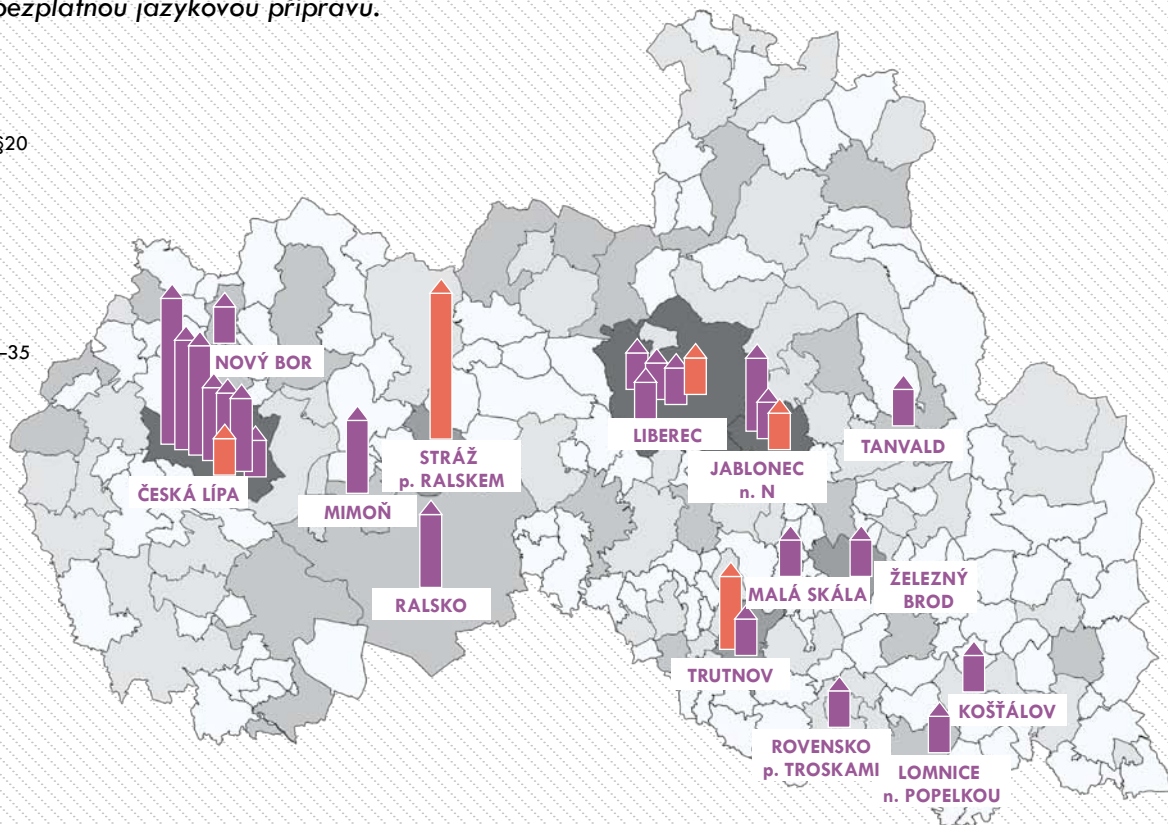 bezplatnou jazykovou přípravu.
§20
-35
NOVÝ BOR
ČESKÁ LÍPA
MIMOŇ
STRÁŽ
p. RALSKEM
RALSKO
LIBEREC
JABLONEC
n. N
TANVALD
MALÁ SKÁLA
ŽELEZNÝ
BROD
TRUTNOV
KOŠŤÁLOV
ROVENSKO
p. TROSKAMI
LOMNICE
n. POPELKOU